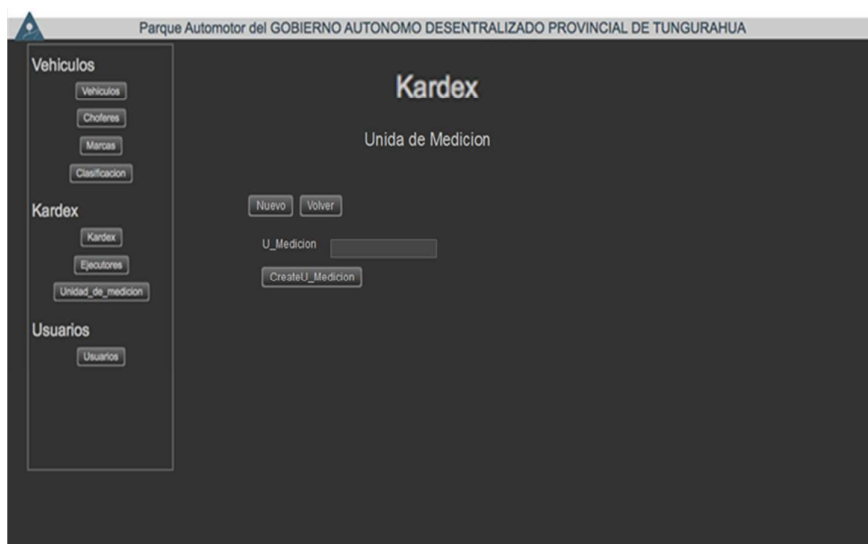 Parque Automotor del GOBIERNO AUTONOMO DESENTRALIZADO PROVINCIAL DE TUNGURAHUA
Vehiculos
Vehiculos
Choferes
Marcas
Clasificacion
Kardex
Kardex
Ejecutores
Unidad_de_medicion
Usuarios
Usuarios
Kardex
Unida de Medicion
Nuevo Volver
U_Medicion
CreateU_Medicion